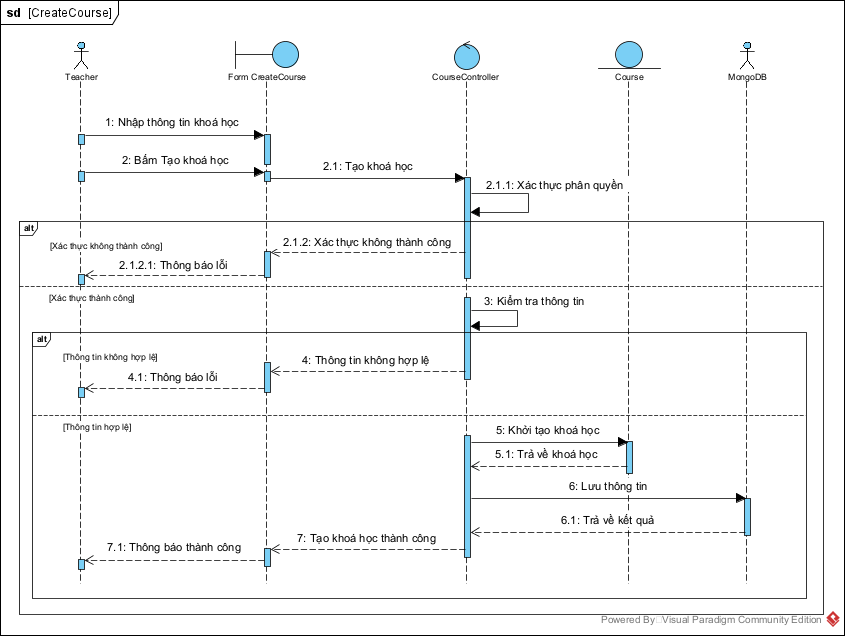 sd [CreateCourse]
Teacher
Form CreateCourse
CourseController
Course
MongoDB
1: Nhập thông tin khoá học
2: Bấm Tạo khoá học
2.1: Tạo khoá học
2.1.1: Xác thực phân quyền
alt
[Xác thực không thành công]
2.1.2: Xác thực không thành công
2.1.2.1: Thông báo lỗi
[Xác thực thành công]
3: Kiểm tra thông tin
alt
[Thông tin không hợp lệ]
4: Thông tin không hợp lệ
4.1: Thông báo lỗi
[Thông tin hợp lệ]
5: Khởi tạo khoá học
5.1: Trả về khoá học
6: Lưu thông tin
6.1: Trả về kết quả
7: Tạo khoá học thành công
7.1: Thông báo thành công
Powered By Visual Paradigm Community Edition